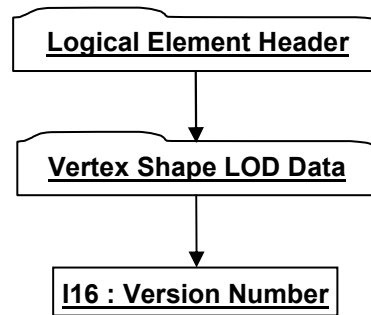 Logical Element Header
Vertex Shape LOD Data
I16 : Version Number